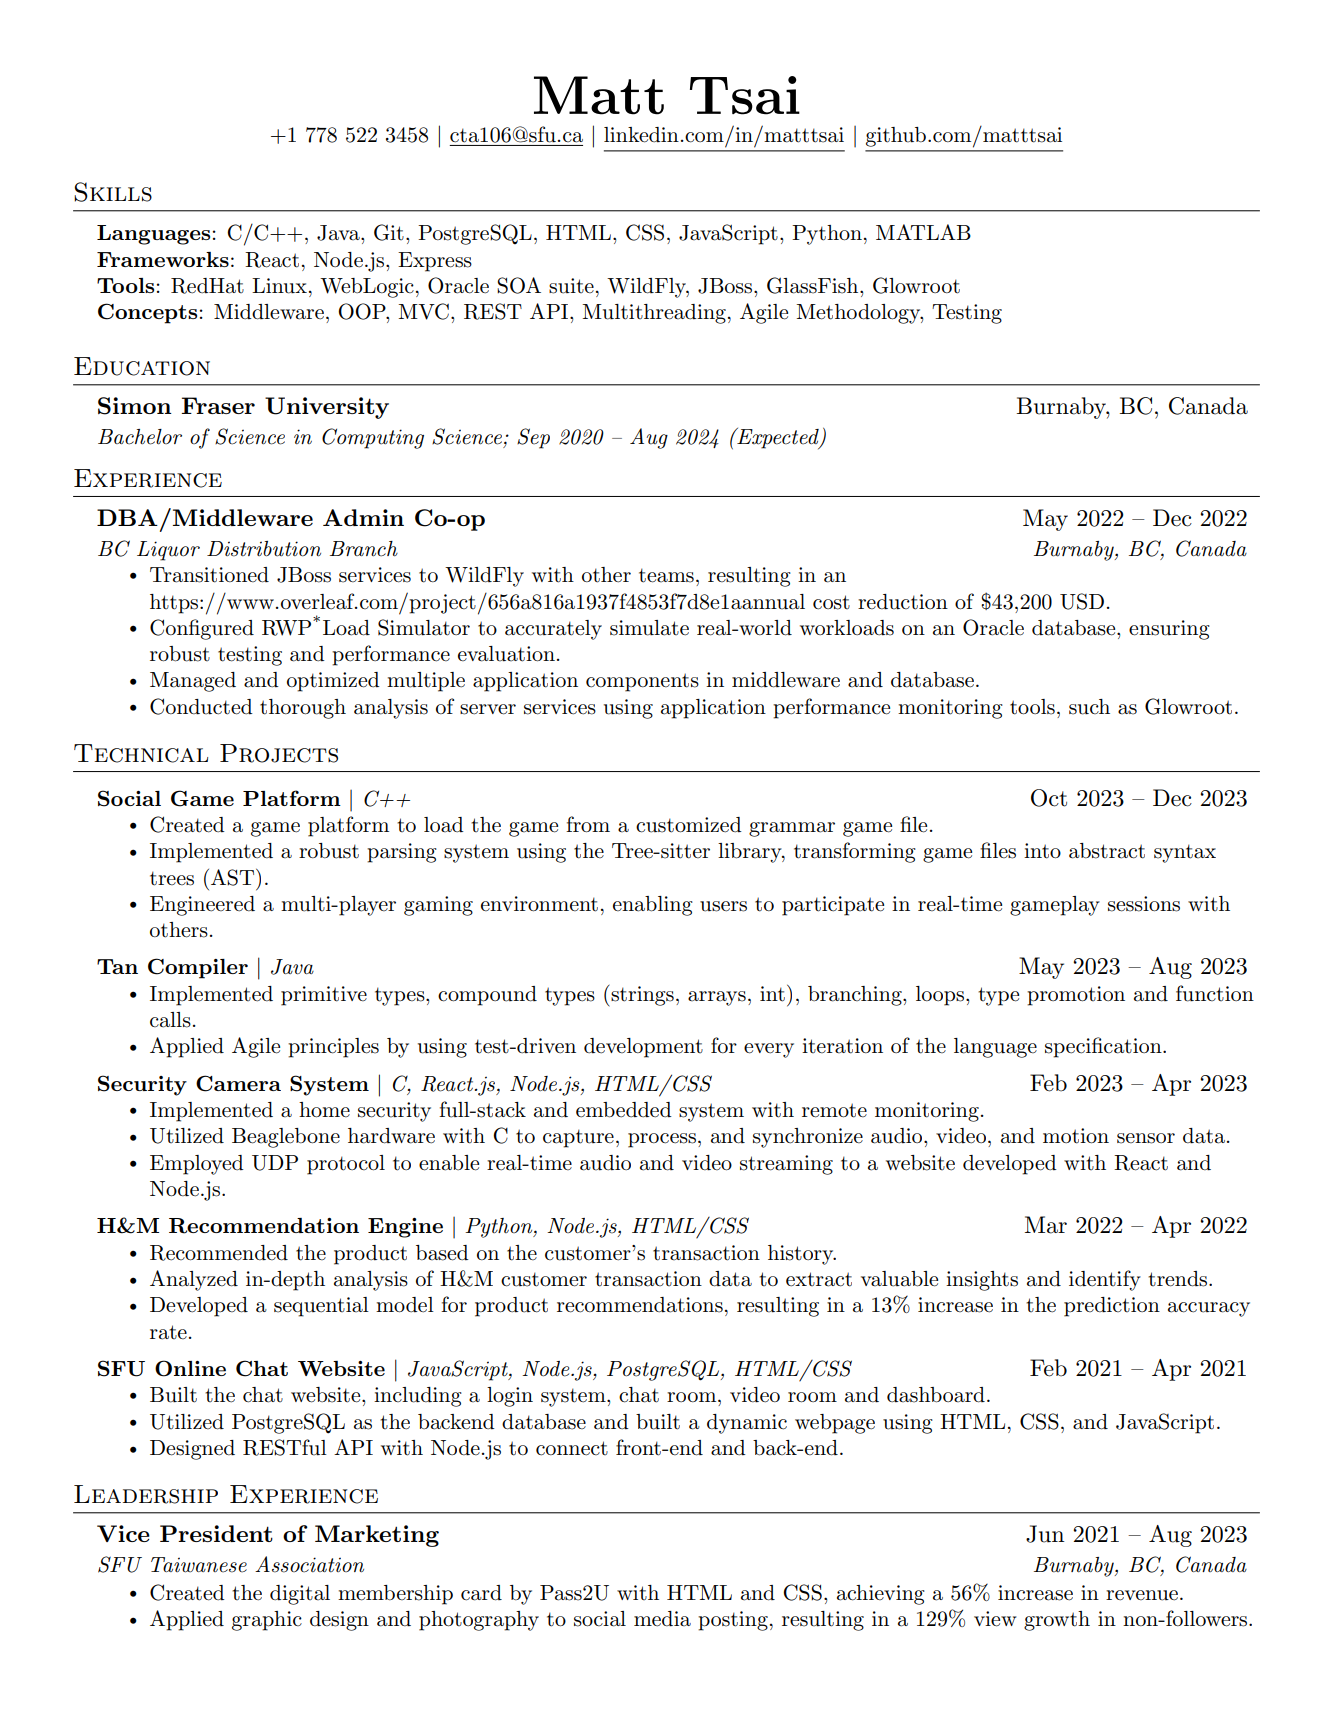 Matt Tsai
+1 778 522 3458 | cta106@sfu.ca | linkedin.com/in/matttsai | github.com/matttsai
Skills
Languages: C/C++, Java, Git, PostgreSQL, HTML, CSS, JavaScript, Python, MATLAB
Frameworks: React, Node.js, Express
Tools: RedHat Linux, WebLogic, Oracle SOA suite, WildFly, JBoss, GlassFish, Glowroot
Concepts: Middleware, OOP, MVC, REST API, Multithreading, Agile Methodology, Testing
Education
Simon Fraser University Burnaby, BC, Canada
Bachelor of Science in Computing Science; Sep 2020 – Aug 2024 (Expected)
Experience
DBA/Middleware Admin Co-op May 2022 – Dec 2022
BC Liquor Distribution Branch Burnaby, BC, Canada
• Transitioned JBoss services to WildFly with other teams, resulting in an
https://www.overleaf.com/project/656a816a1937f4853f7d8e1aannual cost reduction of $43,200 USD.
• Configured RWP*Load Simulator to accurately simulate real-world workloads on an Oracle database, ensuring
robust testing and performance evaluation.
• Managed and optimized multiple application components in middleware and database.
• Conducted thorough analysis of server services using application performance monitoring tools, such as Glowroot.
Technical Projects
Social Game Platform | C++ Oct 2023 – Dec 2023
• Created a game platform to load the game from a customized grammar game file.
• Implemented a robust parsing system using the Tree-sitter library, transforming game files into abstract syntax
trees (AST).
• Engineered a multi-player gaming environment, enabling users to participate in real-time gameplay sessions with
others.
Tan Compiler | Java May 2023 – Aug 2023
• Implemented primitive types, compound types (strings, arrays, int), branching, loops, type promotion and function
calls.
• Applied Agile principles by using test-driven development for every iteration of the language specification.
Security Camera System | C, React.js, Node.js, HTML/CSS Feb 2023 – Apr 2023
• Implemented a home security full-stack and embedded system with remote monitoring.
• Utilized Beaglebone hardware with C to capture, process, and synchronize audio, video, and motion sensor data.
• Employed UDP protocol to enable real-time audio and video streaming to a website developed with React and
Node.js.
H&M Recommendation Engine | Python, Node.js, HTML/CSS Mar 2022 – Apr 2022
• Recommended the product based on the customer's transaction history.
• Analyzed in-depth analysis of H&M customer transaction data to extract valuable insights and identify trends.
• Developed a sequential model for product recommendations, resulting in a 13% increase in the prediction accuracy
rate.
SFU Online Chat Website | JavaScript, Node.js, PostgreSQL, HTML/CSS Feb 2021 – Apr 2021
• Built the chat website, including a login system, chat room, video room and dashboard.
• Utilized PostgreSQL as the backend database and built a dynamic webpage using HTML, CSS, and JavaScript.
• Designed RESTful API with Node.js to connect front-end and back-end.
Leadership Experience
Vice President of Marketing Jun 2021 – Aug 2023
SFU Taiwanese Association Burnaby, BC, Canada
• Created the digital membership card by Pass2U with HTML and CSS, achieving a 56% increase in revenue.
• Applied graphic design and photography to social media posting, resulting in a 129% view growth in non-followers.